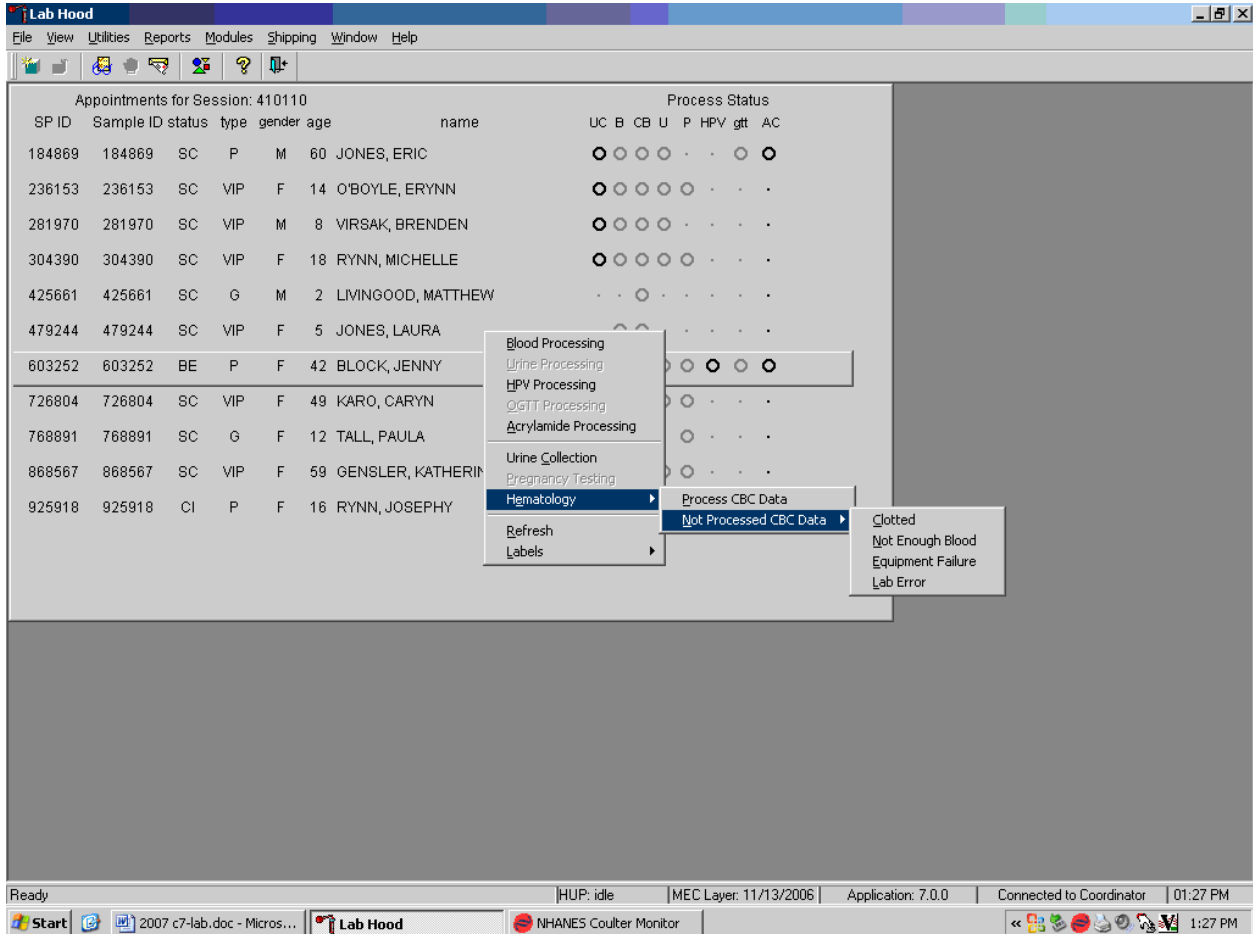 Lab Hood
File View Utilities Reports Modules Shipping Window Help
Appointments for Session: 410110 Process Status
SP ID Sample ID status type gender age name UC B CB U P HPV gtt AC
184869 184869 SC P M 60 JONES, ERIC
236153 236153 SC VIP F 14 O'BOYLE, ERYNN
281970 281970 SC VIP M 8 VIRSAK, BRENDEN
304390 304390 SC VIP F 18 RYNN, MICHELLE
425661 425661 SC G M 2 LIVINGOOD, MATTHEW
479244 479244 SC VIP F 5 JONES, LAURA
603252 603252 BE P F 42 BLOCK, JENNY
726804 726804 SC VIP F 49 KARO, CARYN
768891 768891 SC G F 12 TALL, PAULA
868567 868567 SC VIP F 59 GENSLER, KATHERIN
925918 925918 CI P F 16 RYNN, JOSEPHY
Blood Processing
Urine Processing
HPV Processing
OGTT Processing
Acrylamide Processing
Urine Collection
Pregnancy Testing
Hematology
Refresh
Labels
Process CBC Data
Not Processed CBC Data
Clotted
Not Enough Blood
Equipment Failure
Lab Error
Ready HUP: idle MEC Layer: 11/13/2006 Application: 7.0.0 Connected to Coordinator 01:27 PM
Start 2007 c7-lab.doc - Micros... Lab Hood NHANES Coulter Monitor 1:27 PM